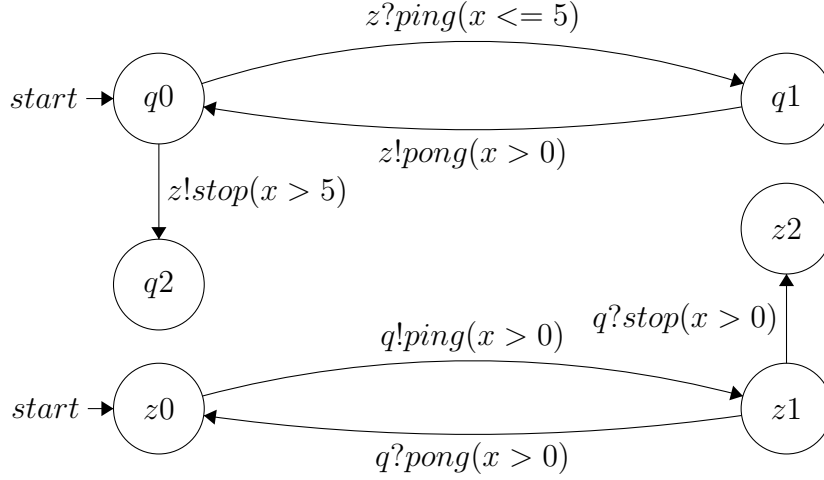 z?ping(x <= 5)
start
q0
q1
z!pong(x > 0)
z!stop(x > 5)
z2
q2
q!ping(x > 0)
q?stop(x > 0)
start
z0
z1
q?pong(x > 0)